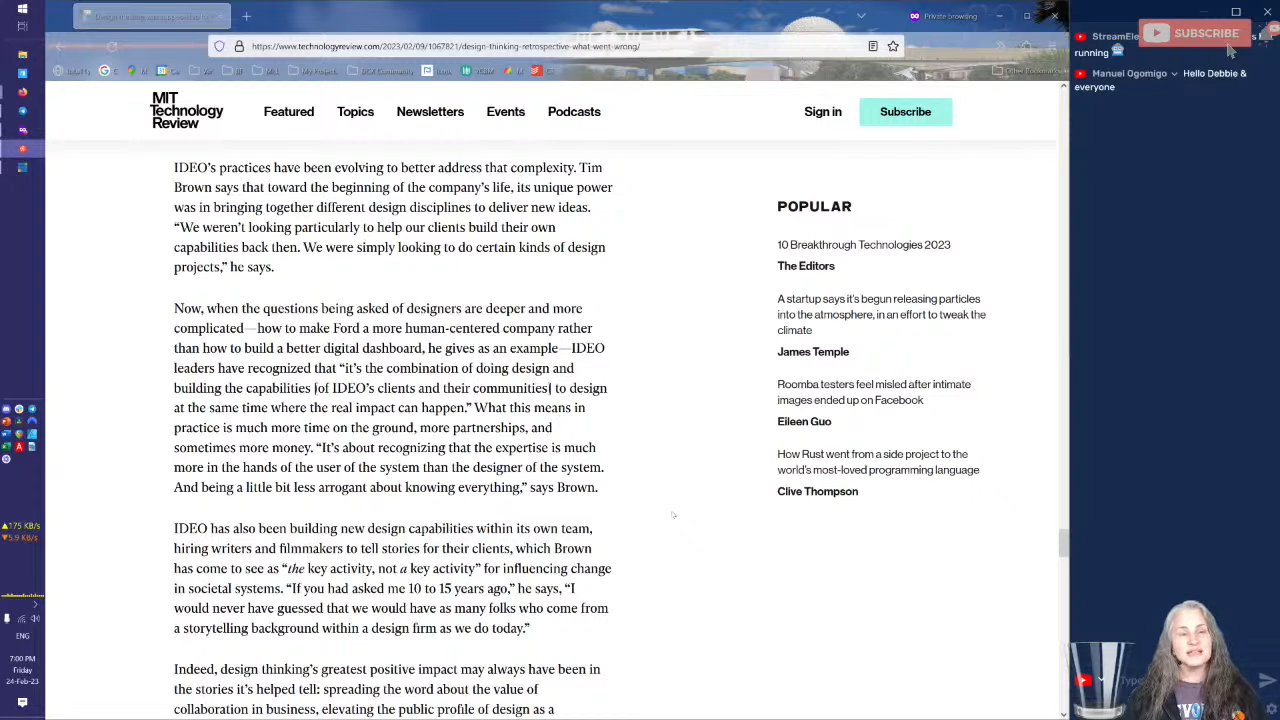 Design thinking was supposed to
Private browsing
https://www.technologyreview.com/2023/02/09/1067821/design-thinking-retrospective-what-went-wrong/
Other Bookmarks
MIT
Technology
Review
Featured
Topics
Newsletters
Events
Podcasts
Sign in
Subscribe
IDEO's practices have been evolving to better address that complexity. Tim
Brown says that toward the beginning of the company's life, its unique power
was in bringing together different design disciplines to deliver new ideas.
“We weren't looking particularly to help our clients build their own
capabilities back then. We were simply looking to do certain kinds of design
projects,” he says.
Now, when the questions being asked of designers are deeper and more
complicated—how to make Ford a more human-centered company rather
than how to build a better digital dashboard, he gives as an example—IDEO
leaders have recognized that “it's the combination of doing design and
building the capabilities [of IDEO's clients and their communities] to design
at the same time where the real impact can happen.” What this means in
practice is much more time on the ground, more partnerships, and
sometimes more money. “It's about recognizing that the expertise is much
more in the hands of the user of the system than the designer of the system.
And being a little bit less arrogant about knowing everything,” says Brown.
IDEO has also been building new design capabilities within its own team,
hiring writers and filmmakers to tell stories for their clients, which Brown
has come to see as “the key activity, not a key activity” for influencing change
in societal systems. “If you had asked me 10 to 15 years ago,” he says, “I
would never have guessed that we would have as many folks who come from
a storytelling background within a design firm as we do today.”
Indeed, design thinking's greatest positive impact may always have been in
the stories it's helped tell: spreading the word about the value of
collaboration in business, elevating the public profile of design as a
POPULAR
10 Breakthrough Technologies 2023
The Editors
A startup says it's begun releasing particles
into the atmosphere, in an effort to tweak the
climate
James Temple
Roomba testers feel misled after intimate
images ended up on Facebook
Eileen Guo
How Rust went from a side project to the
world's most-loved programming language
Clive Thompson
SUBSCRIBE
StreamEle
running
Manuel Ogomigo Hello Debbie &
everyone
175 KB/s
5.9 KB/s
ENG
7:00 PM
Friday
24-Feb-23